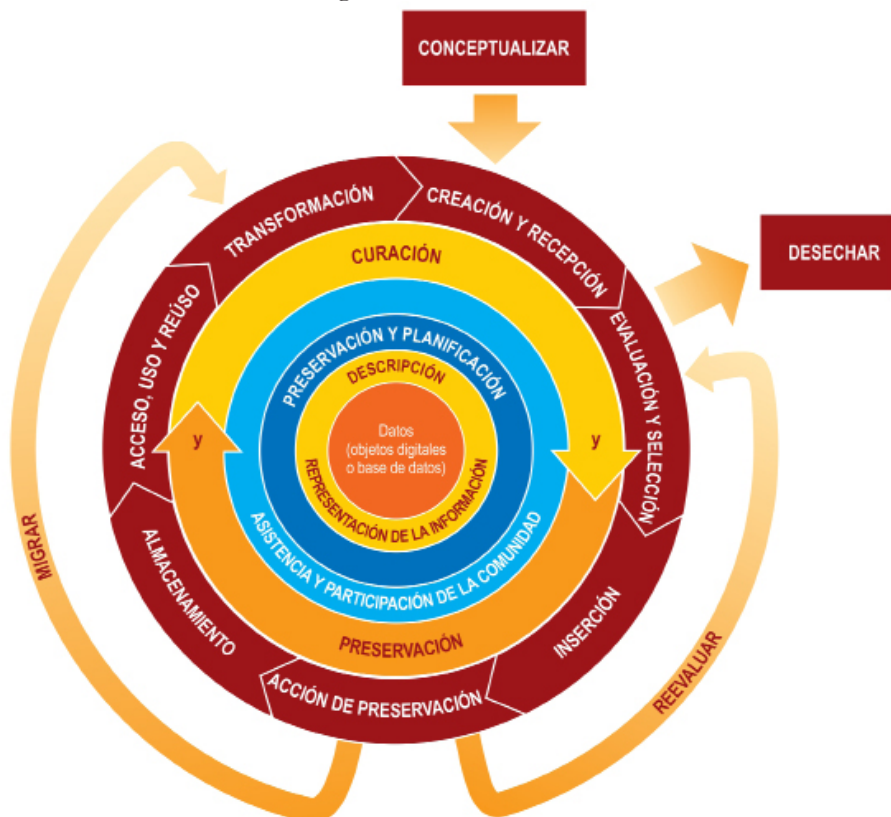 CONCEPTUALIZAR
DESECHAR
TRANSFORMACIÓN
CREACIÓN Y RECEPCIÓN
EVALUACIÓN Y SELECCIÓN
INSERCIÓN
ACCIÓN DE PRESERVACIÓN
ALMACENAMIENTO
ACCESO, USO Y REÚSO
CURACIÓN
y
y
PRESERVACIÓN
PRESERVACIÓN Y PLANIFICACIÓN
ASISTENCIA Y PARTICIPACIÓN DE LA COMUNIDAD
DESCRIPCIÓN
REPRESENTACIÓN DE LA INFORMACIÓN
Datos
(objetos digitales
o base de datos)
MIGRAR
REEVALUAR